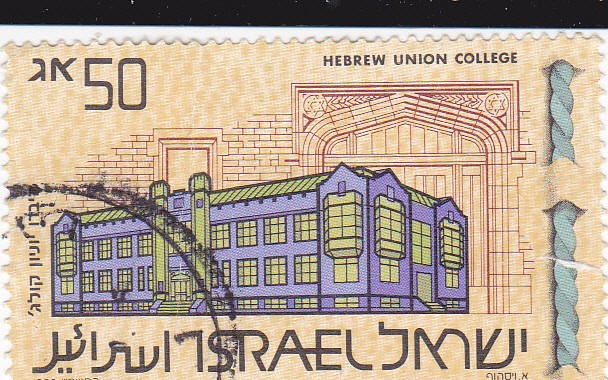 50 אג
HEBREW UNION COLLEGE
היברו יוניון קולג'
ישראל ISRAEL اسرائيل
א. ויסהוף